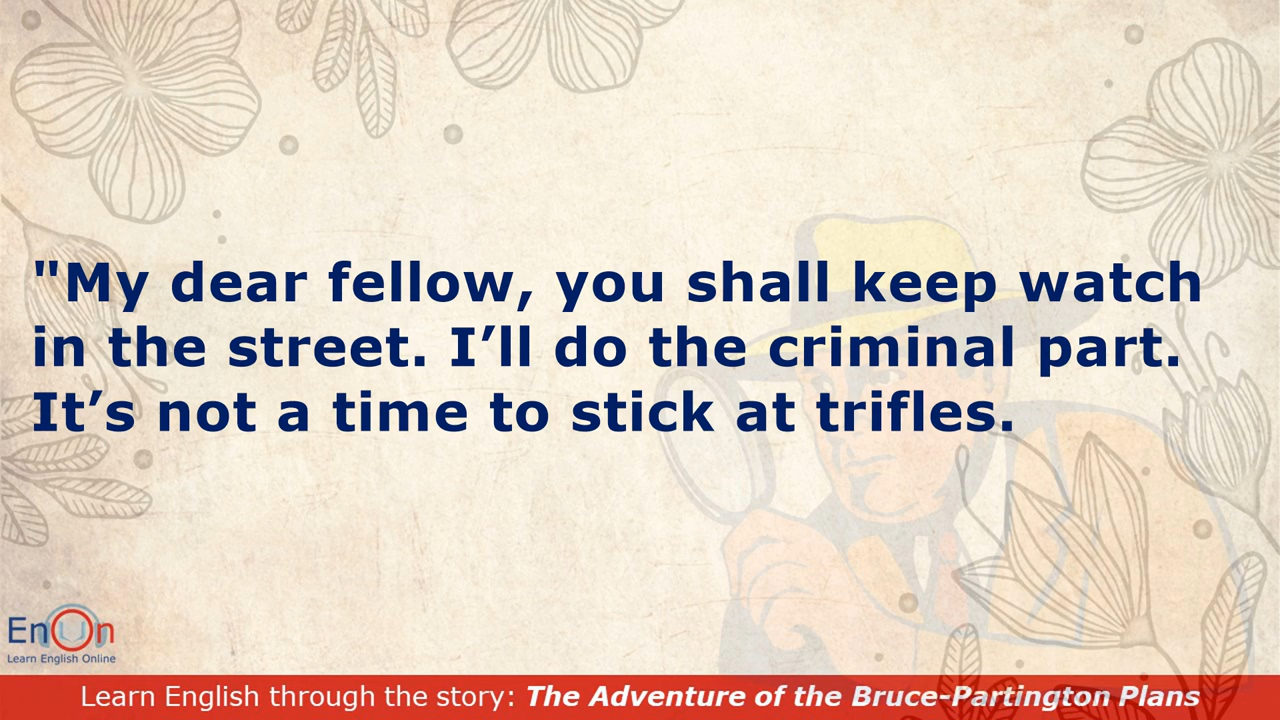 "My dear fellow, you shall keep watch
in the street. I’ll do the criminal part.
It’s not a time to stick at trifles.
EnOn
Learn English Online
Learn English through the story: The Adventure of the Bruce-Partington Plans